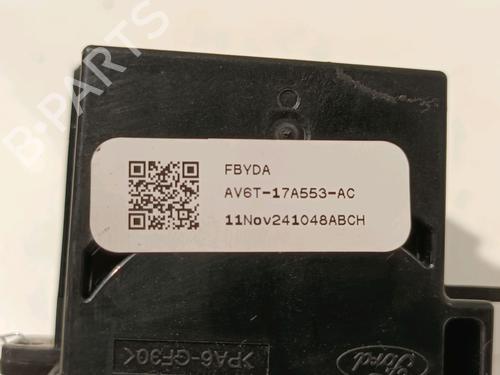 B-PARTS
FBYDA
AV6T-17A553-AC
11Nov241048ABCH
>PA6-GF30<
Ford